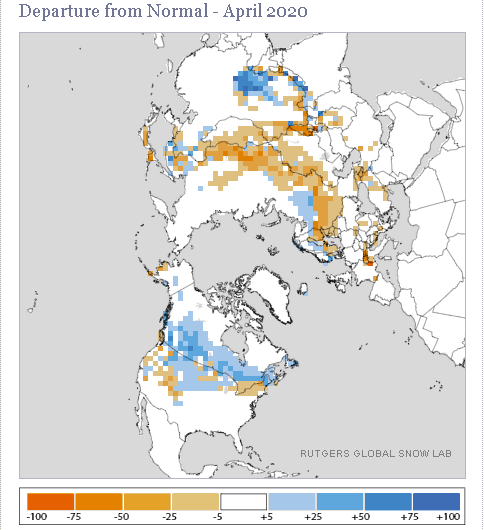 Departure from Normal - April 2020
RUTGERS GLOBAL SNOW LAB
-100 -75 -50 -25 -5 +5 +25 +50 +75 +100